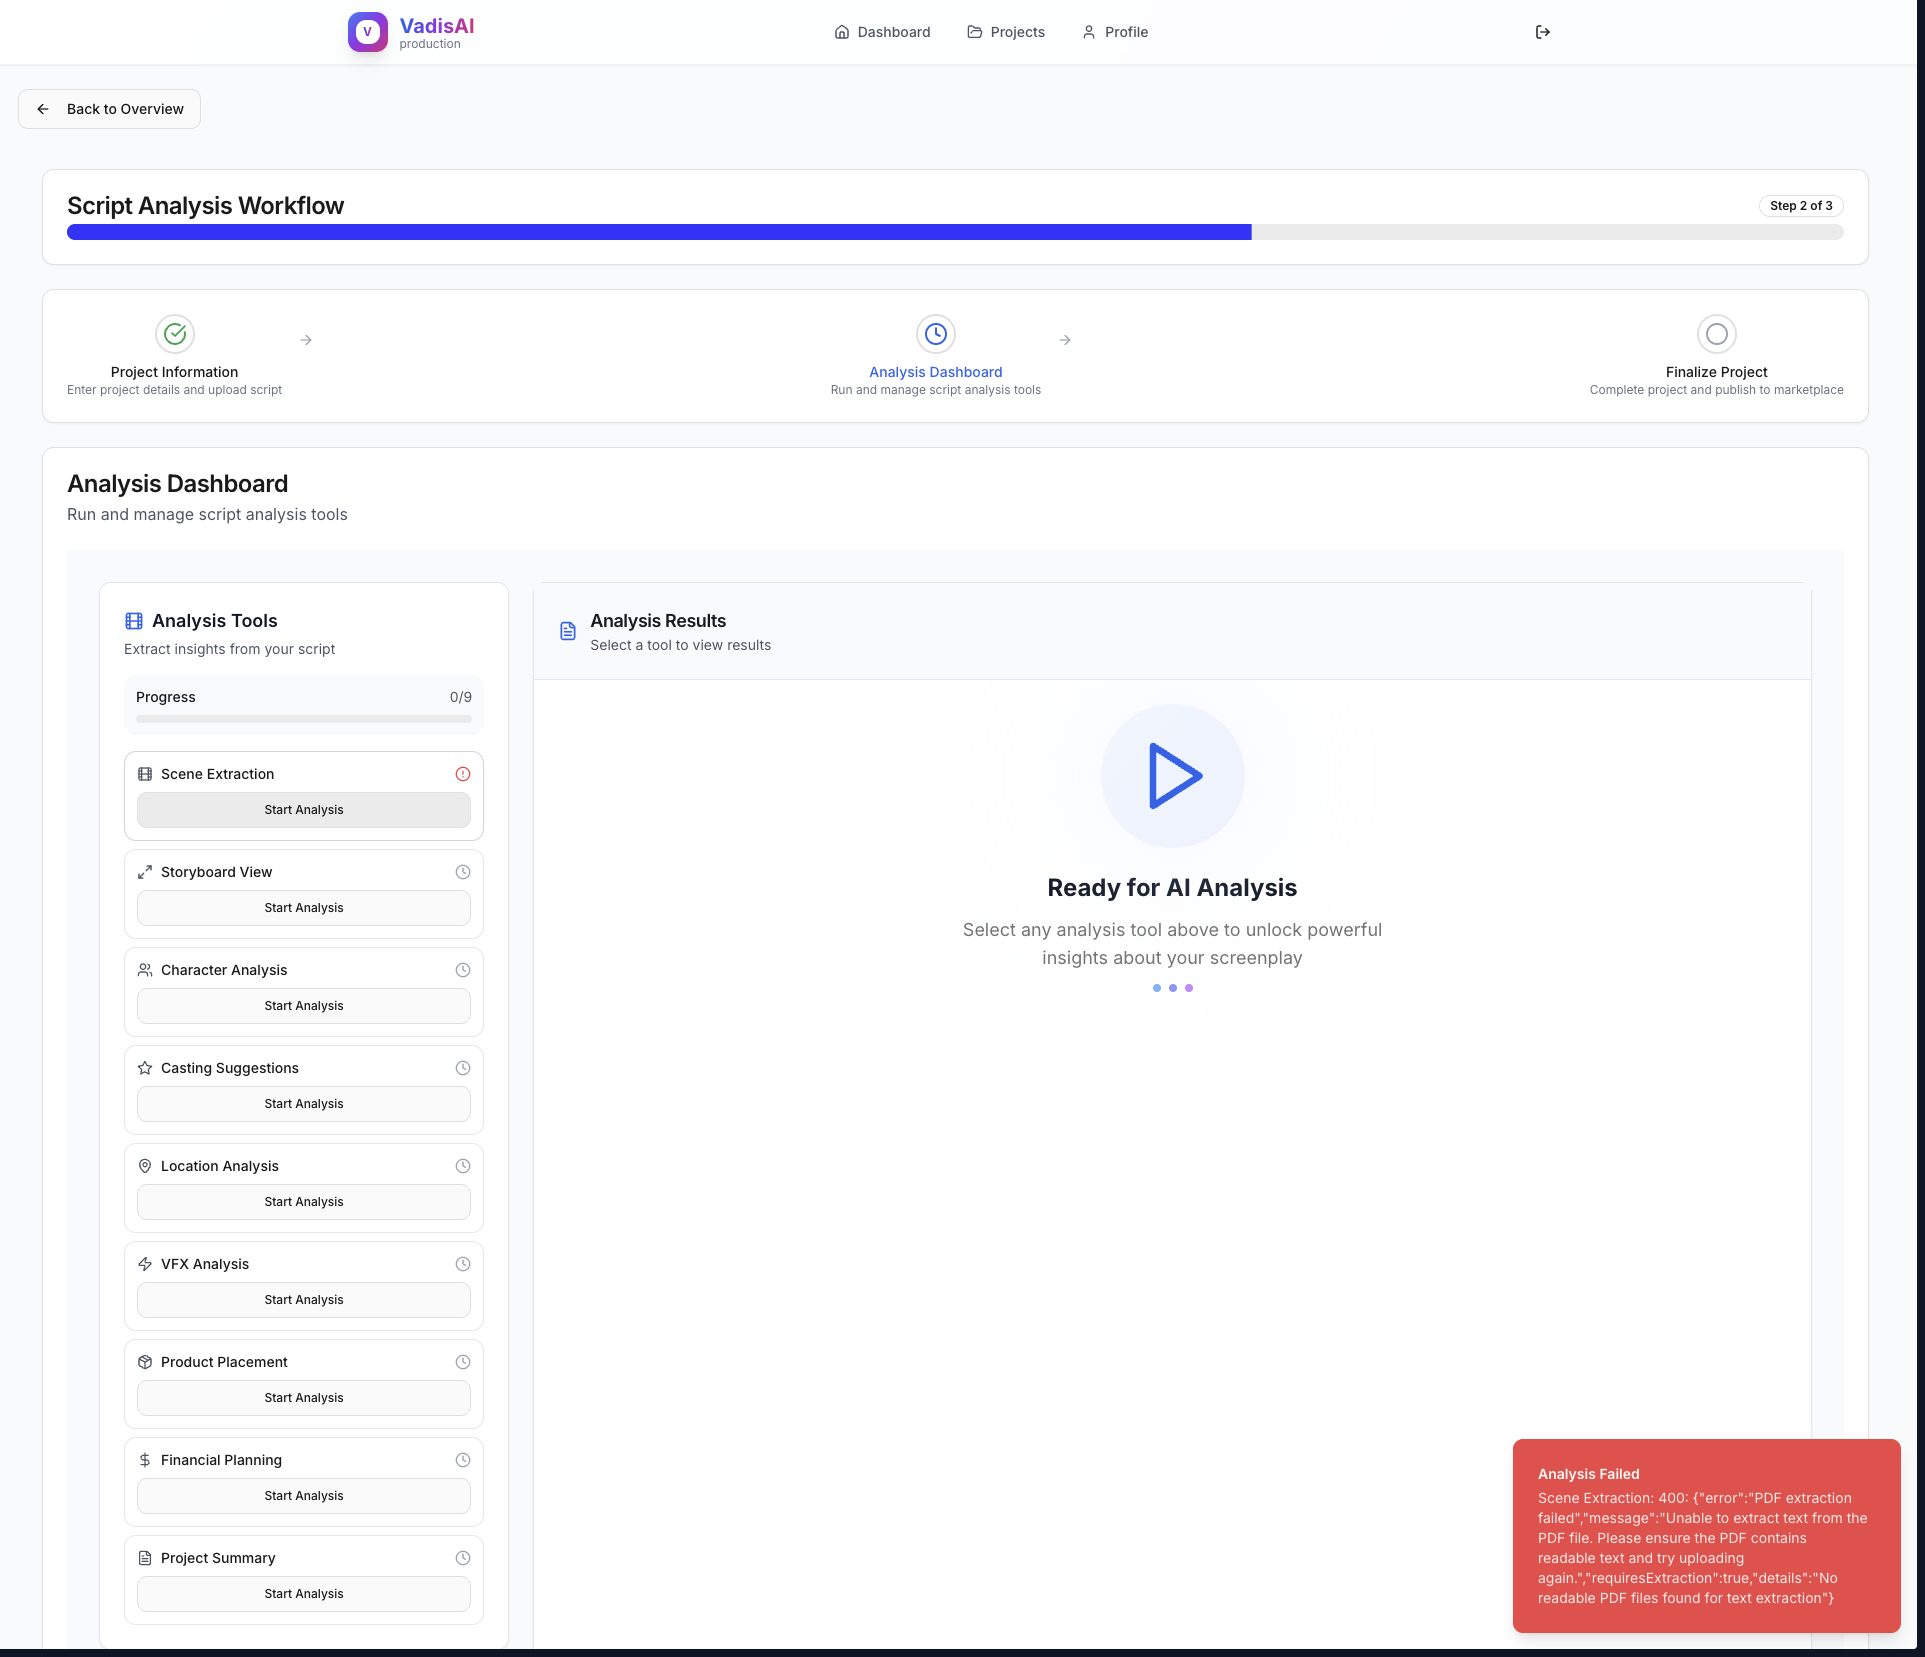 V
VadisAI
production
Dashboard
Projects
Profile
Back to Overview
Script Analysis Workflow
Step 2 of 3
Project Information
Enter project details and upload script
Analysis Dashboard
Run and manage script analysis tools
Finalize Project
Complete project and publish to marketplace
Analysis Dashboard
Run and manage script analysis tools
Analysis Tools
Extract insights from your script
Progress
0/9
Scene Extraction
Start Analysis
Storyboard View
Start Analysis
Character Analysis
Start Analysis
Casting Suggestions
Start Analysis
Location Analysis
Start Analysis
VFX Analysis
Start Analysis
Product Placement
Start Analysis
Financial Planning
Start Analysis
Project Summary
Start Analysis
Analysis Results
Select a tool to view results
Ready for AI Analysis
Select any analysis tool above to unlock powerful
insights about your screenplay
Analysis Failed
Scene Extraction: 400: {"error":"PDF extraction
failed","message":"Unable to extract text from the
PDF file. Please ensure the PDF contains
readable text and try uploading
again.","requiresExtraction":true,"details":"No
readable PDF files found for text extraction"}